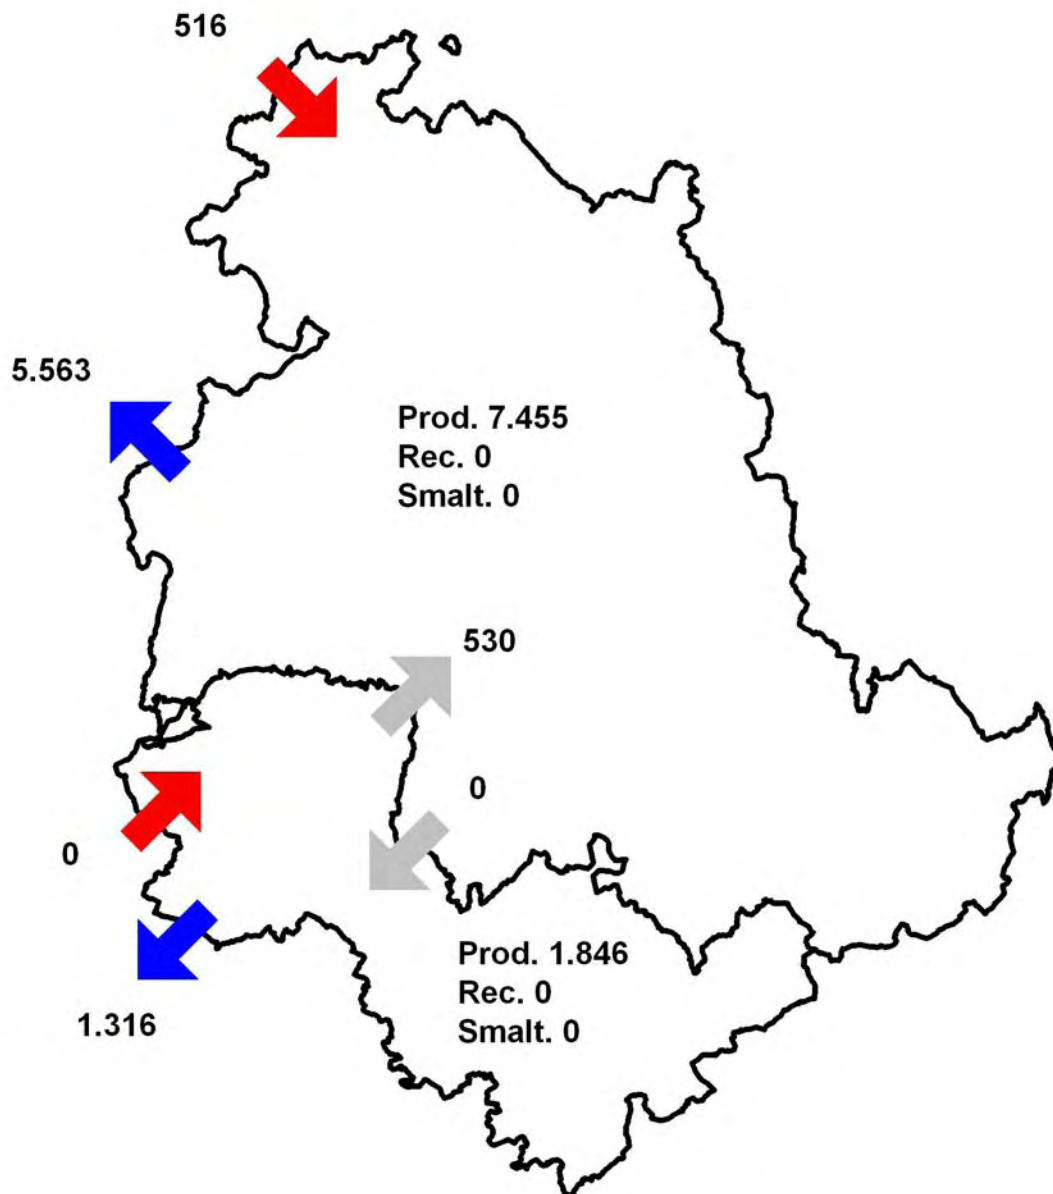 516
5.563
Prod. 7.455
Rec. 0
Smalt. 0
530
0
0
Prod. 1.846
Rec. 0
Smalt. 0
1.316